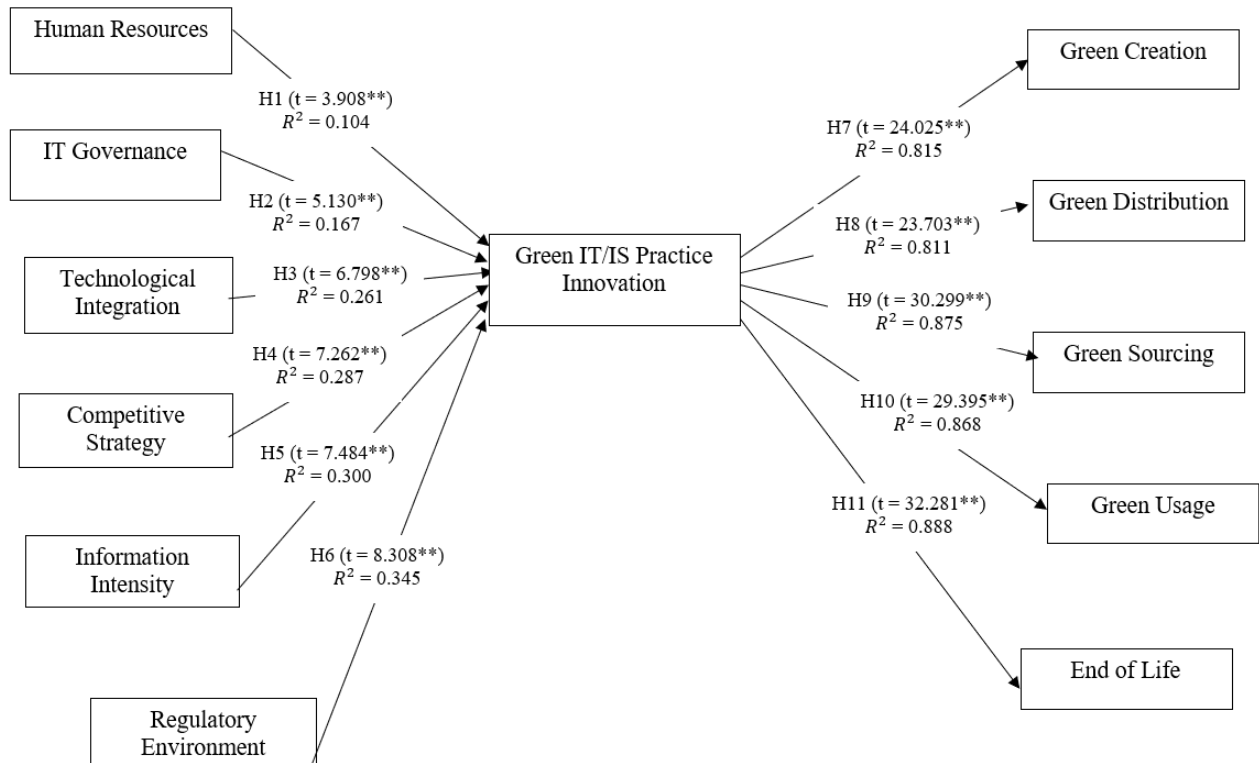 Human Resources
H1 (t = 3.908**)
R² = 0.104
IT Governance
H2 (t = 5.130**)
R² = 0.167
Technological
Integration
H3 (t = 6.798**)
R² = 0.261
Competitive
Strategy
H4 (t = 7.262**)
R² = 0.287
Information
Intensity
H5 (t = 7.484**)
R² = 0.300
Regulatory
Environment
H6 (t = 8.308**)
R² = 0.345
Green IT/IS Practice
Innovation
H7 (t = 24.025**)
R² = 0.815
Green Creation
H8 (t = 23.703**)
R² = 0.811
Green Distribution
H9 (t = 30.299**)
R² = 0.875
Green Sourcing
H10 (t = 29.395**)
R² = 0.868
Green Usage
H11 (t = 32.281**)
R² = 0.888
End of Life